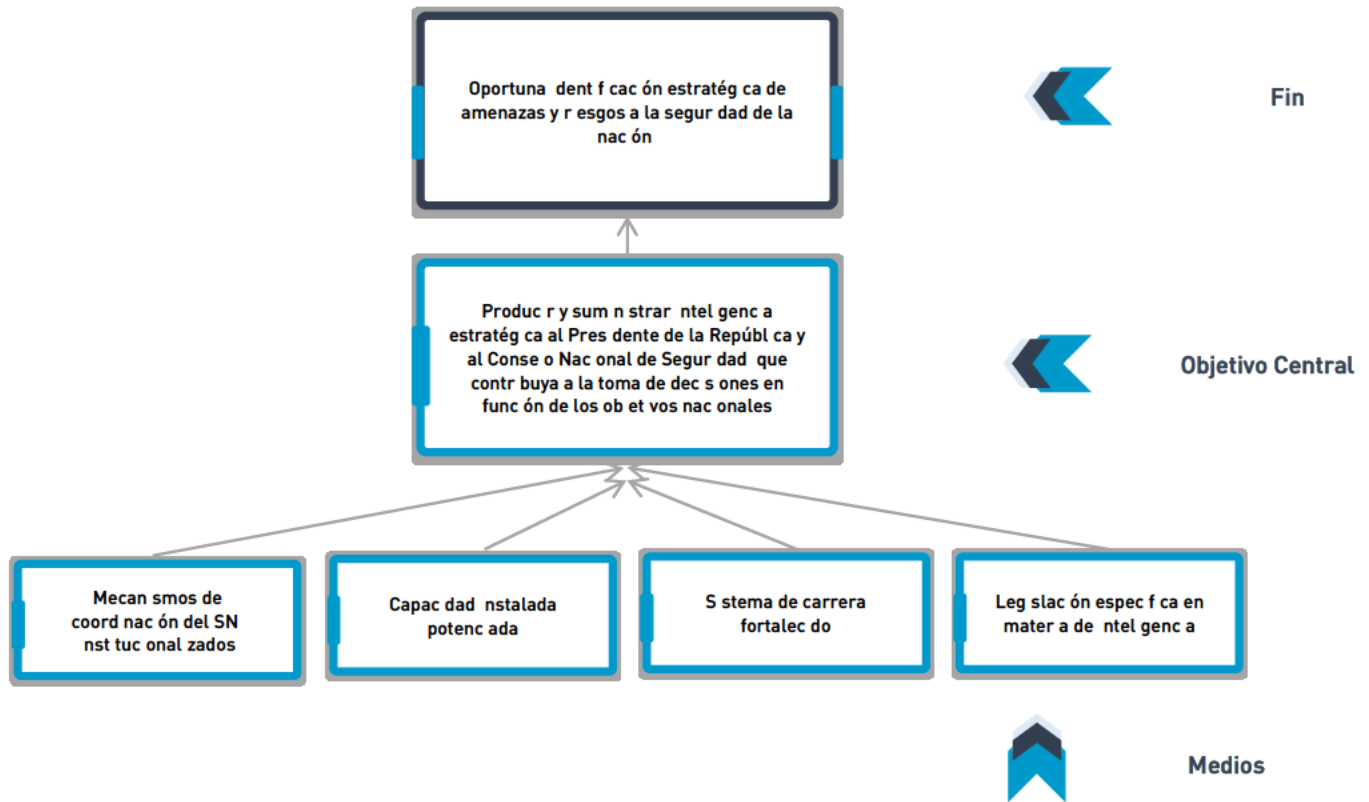 Oportuna dent f cac ón estratég ca de
amenazas y r esgos a la segur dad de la
nac ón
Fin
Produc r y sum n strar ntel genc a
estratég ca al Pres dente de la Repúbl ca y
al Conse o Nac onal de Segur dad que
contr buya a la toma de dec s ones en
func ón de los ob et vos nac onales
Objetivo Central
Mecan smos de
coord nac ón del SN
nst tuc onal zados
Capac dad nstalada
potenc ada
S stema de carrera
fortalec do
Leg slac ón espec f ca en
mater a de ntel genc a
Medios